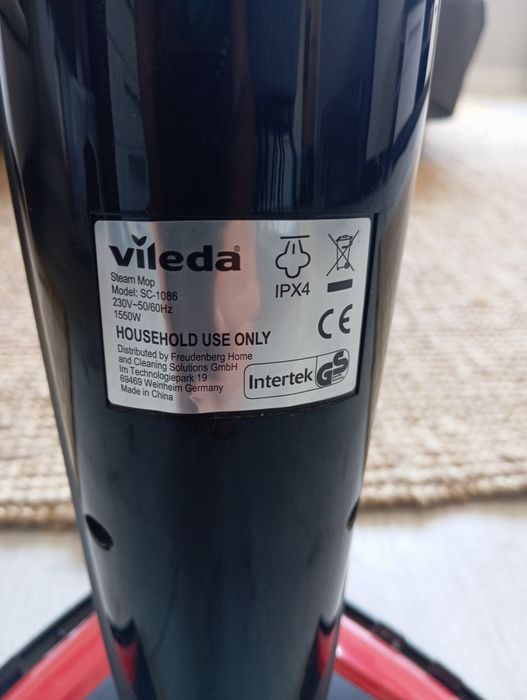 vileda®
Steam Mop
Model: SC-1086
230V~50/60Hz
1550W
HOUSEHOLD USE ONLY
Distributed by Freudenberg Home
and Cleaning Solutions GmbH
Im Technologiepark 19
69469 Weinheim Germany
Made in China
IPX4
CE
Intertek GS